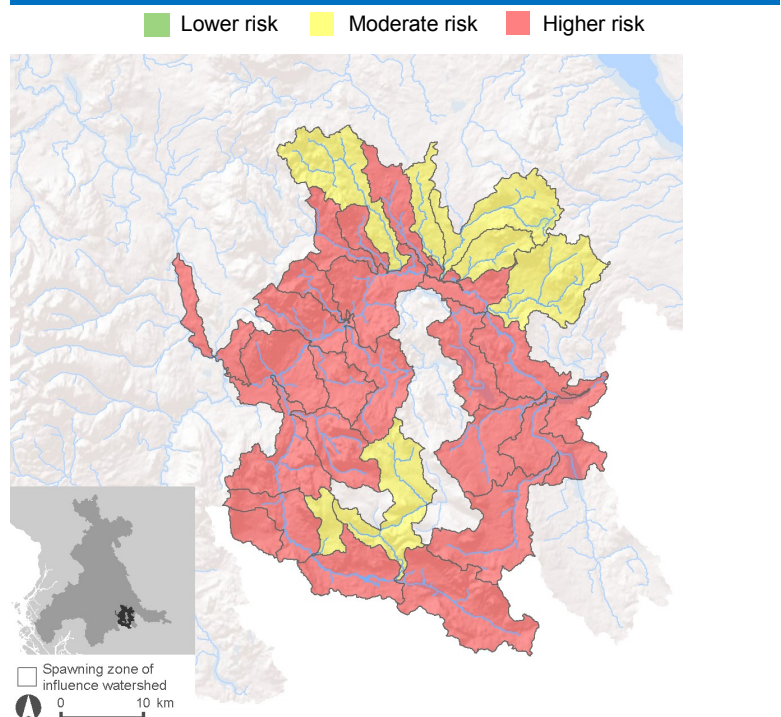 Lower risk Moderate risk Higher risk
Spawning zone of
influence watershed
0 10 km